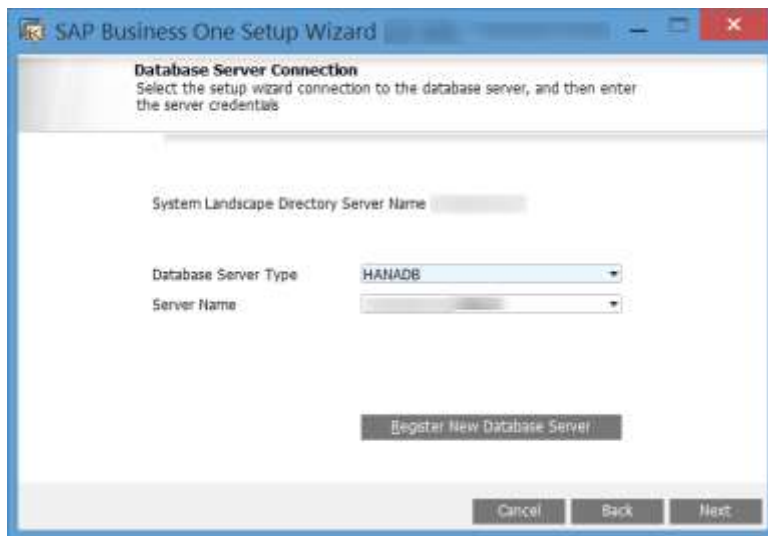 SAP Business One Setup Wizard
Database Server Connection
Select the setup wizard connection to the database server, and then enter
the server credentials
System Landscape Directory Server Name
Database Server Type HANADB
Server Name
Register New Database Server
Cancel Back Next